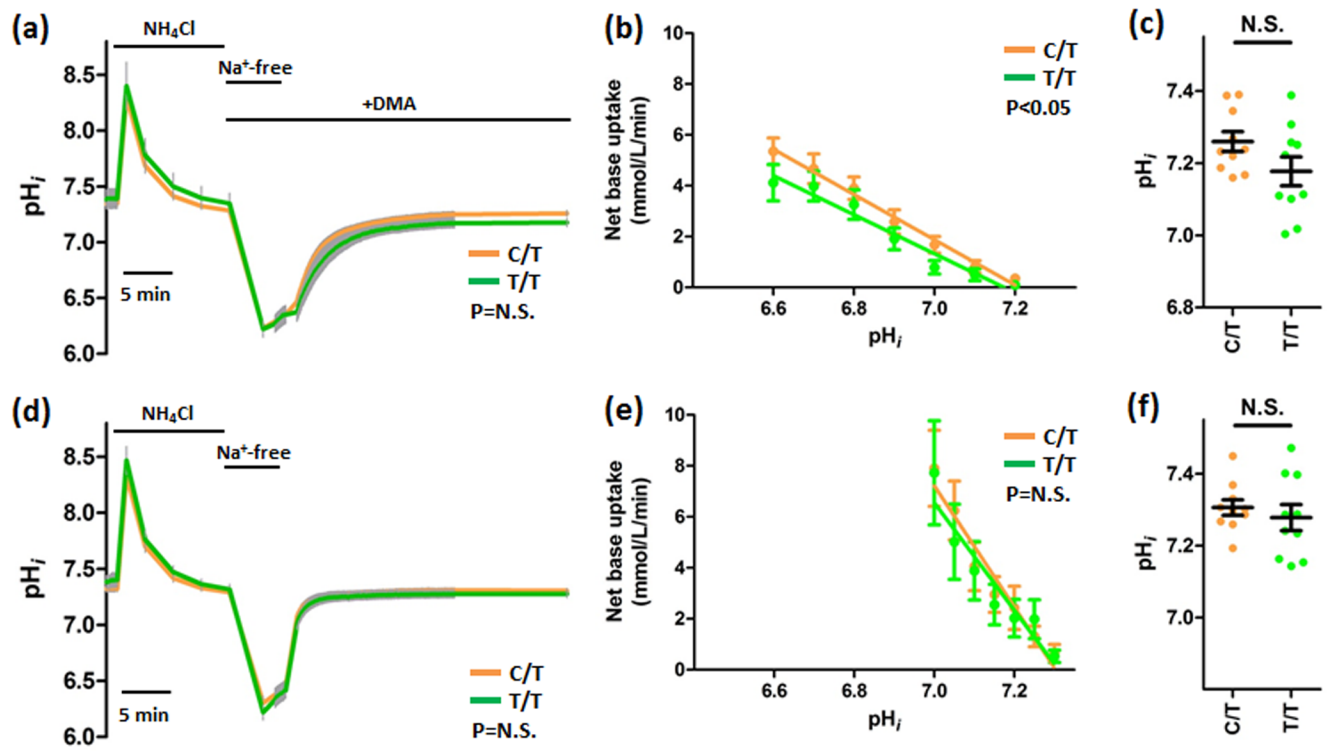 (a)
NH₄Cl
Na⁺-free
+DMA
pHi
8.5
8.0
7.5
7.0
6.5
6.0
5 min
C/T
T/T
P=N.S.
(b)
Net base uptake
(mmol/L/min)
10
8
6
4
2
0
6.6 6.8 7.0 7.2
pHi
C/T
T/T
P<0.05
(c)
N.S.
pHi
7.4
7.2
7.0
6.8
C/T T/T
(d)
NH₄Cl
Na⁺-free
pHi
8.5
8.0
7.5
7.0
6.5
6.0
5 min
C/T
T/T
P=N.S.
(e)
Net base uptake
(mmol/L/min)
10
8
6
4
2
0
6.6 6.8 7.0 7.2
pHi
C/T
T/T
P=N.S.
(f)
N.S.
pHi
7.4
7.2
7.0
C/T T/T